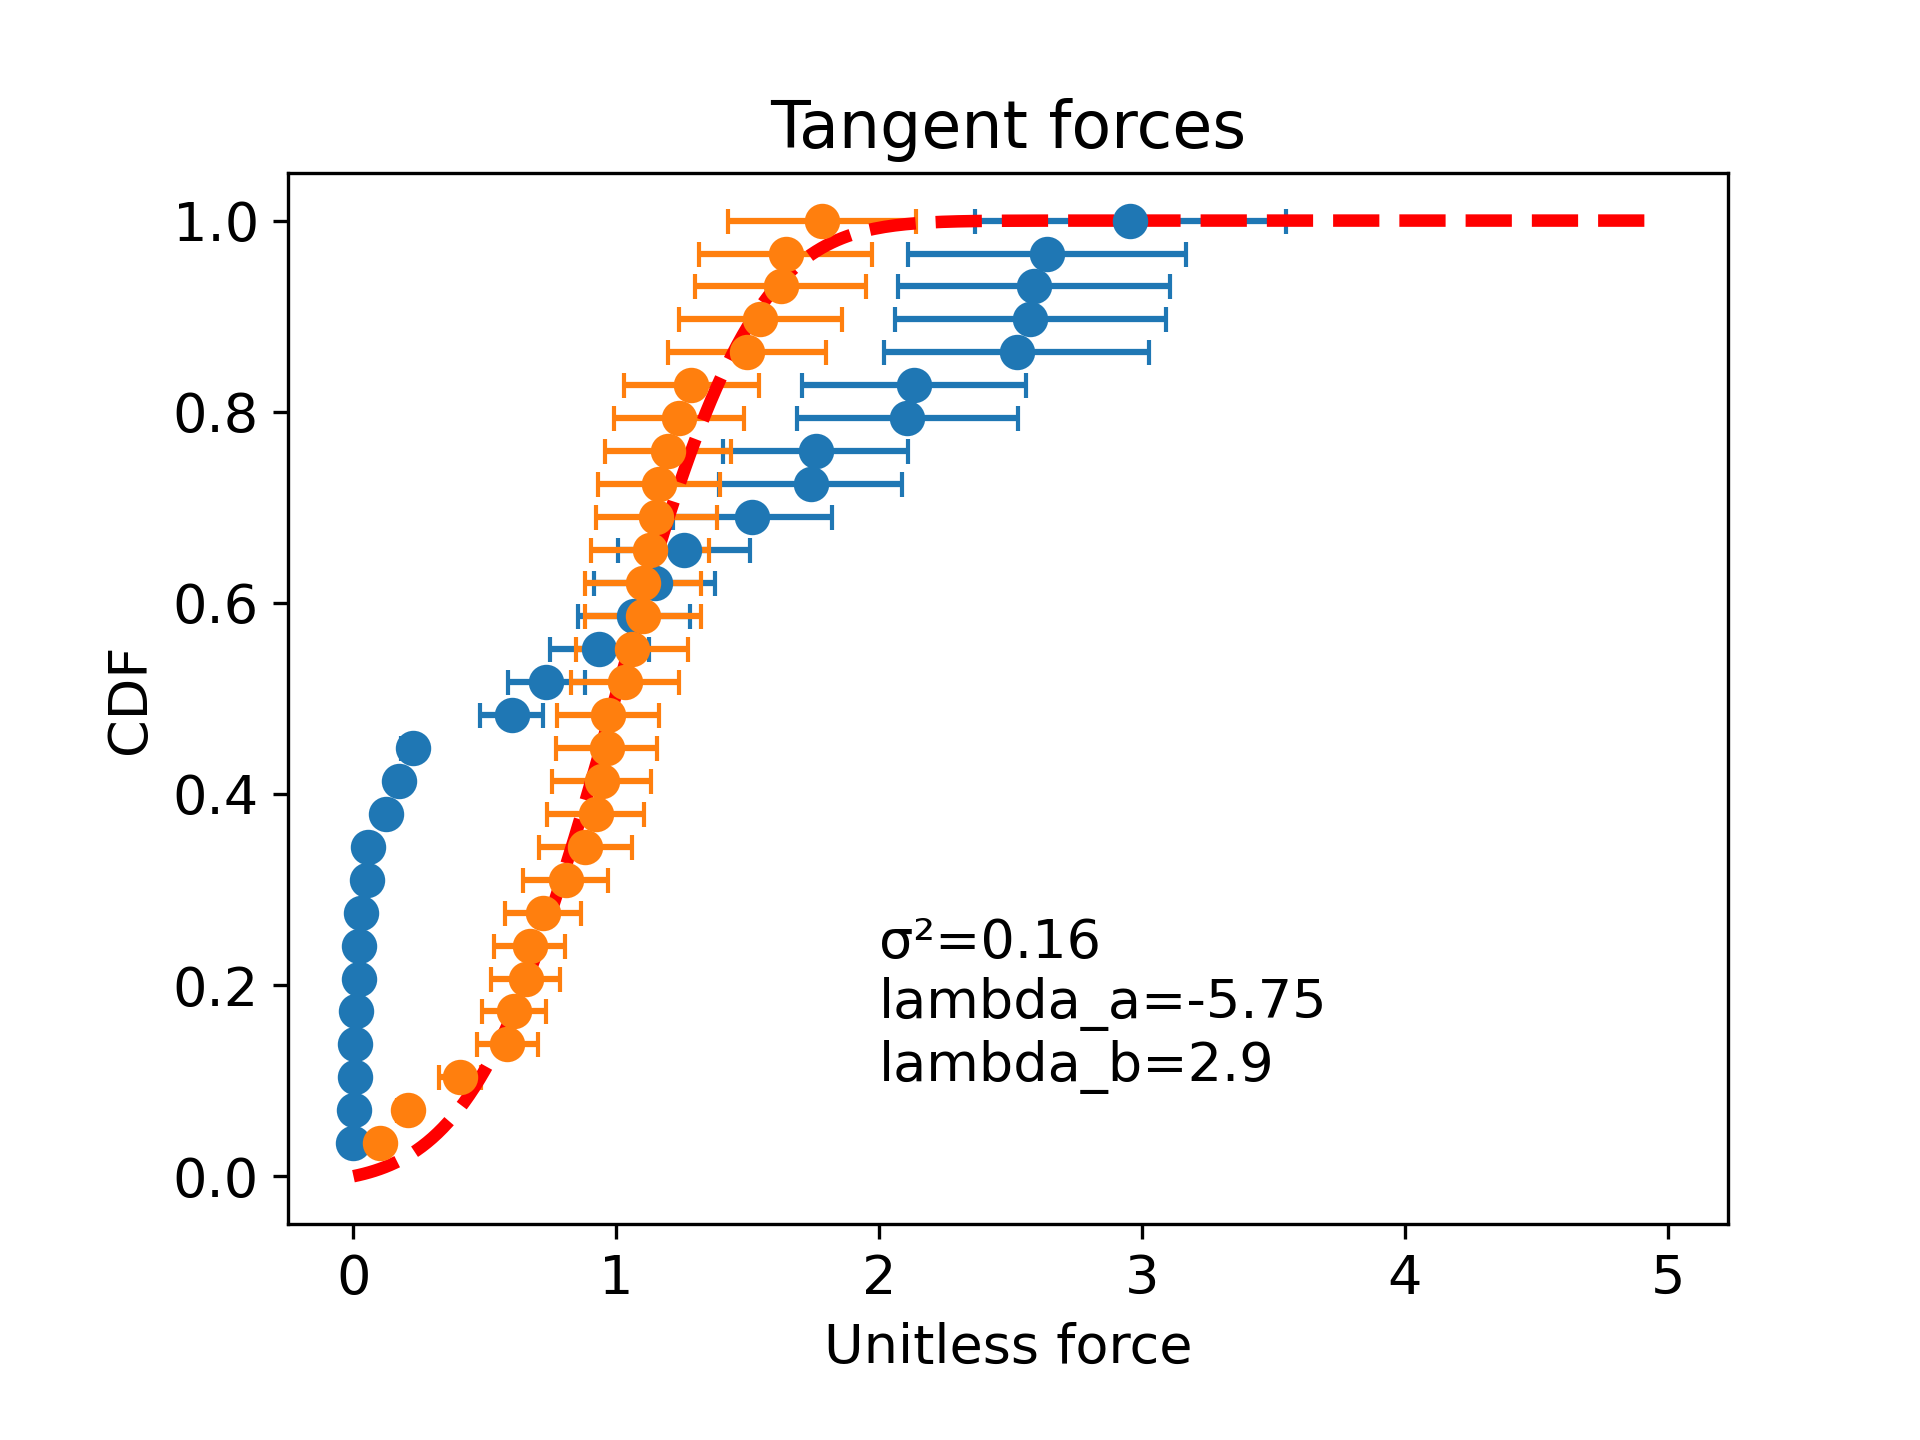 Tangent forces
1.0
0.8
0.6
0.4
0.2
0.0
CDF
σ²=0.16
lambda_a=-5.75
lambda_b=2.9
0 1 2 3 4 5
Unitless force